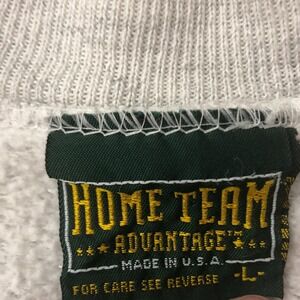 HOME TEAM
★★ ADVANTAGE™ ★★
MADE IN U.S.A.
FOR CARE SEE REVERSE -L-